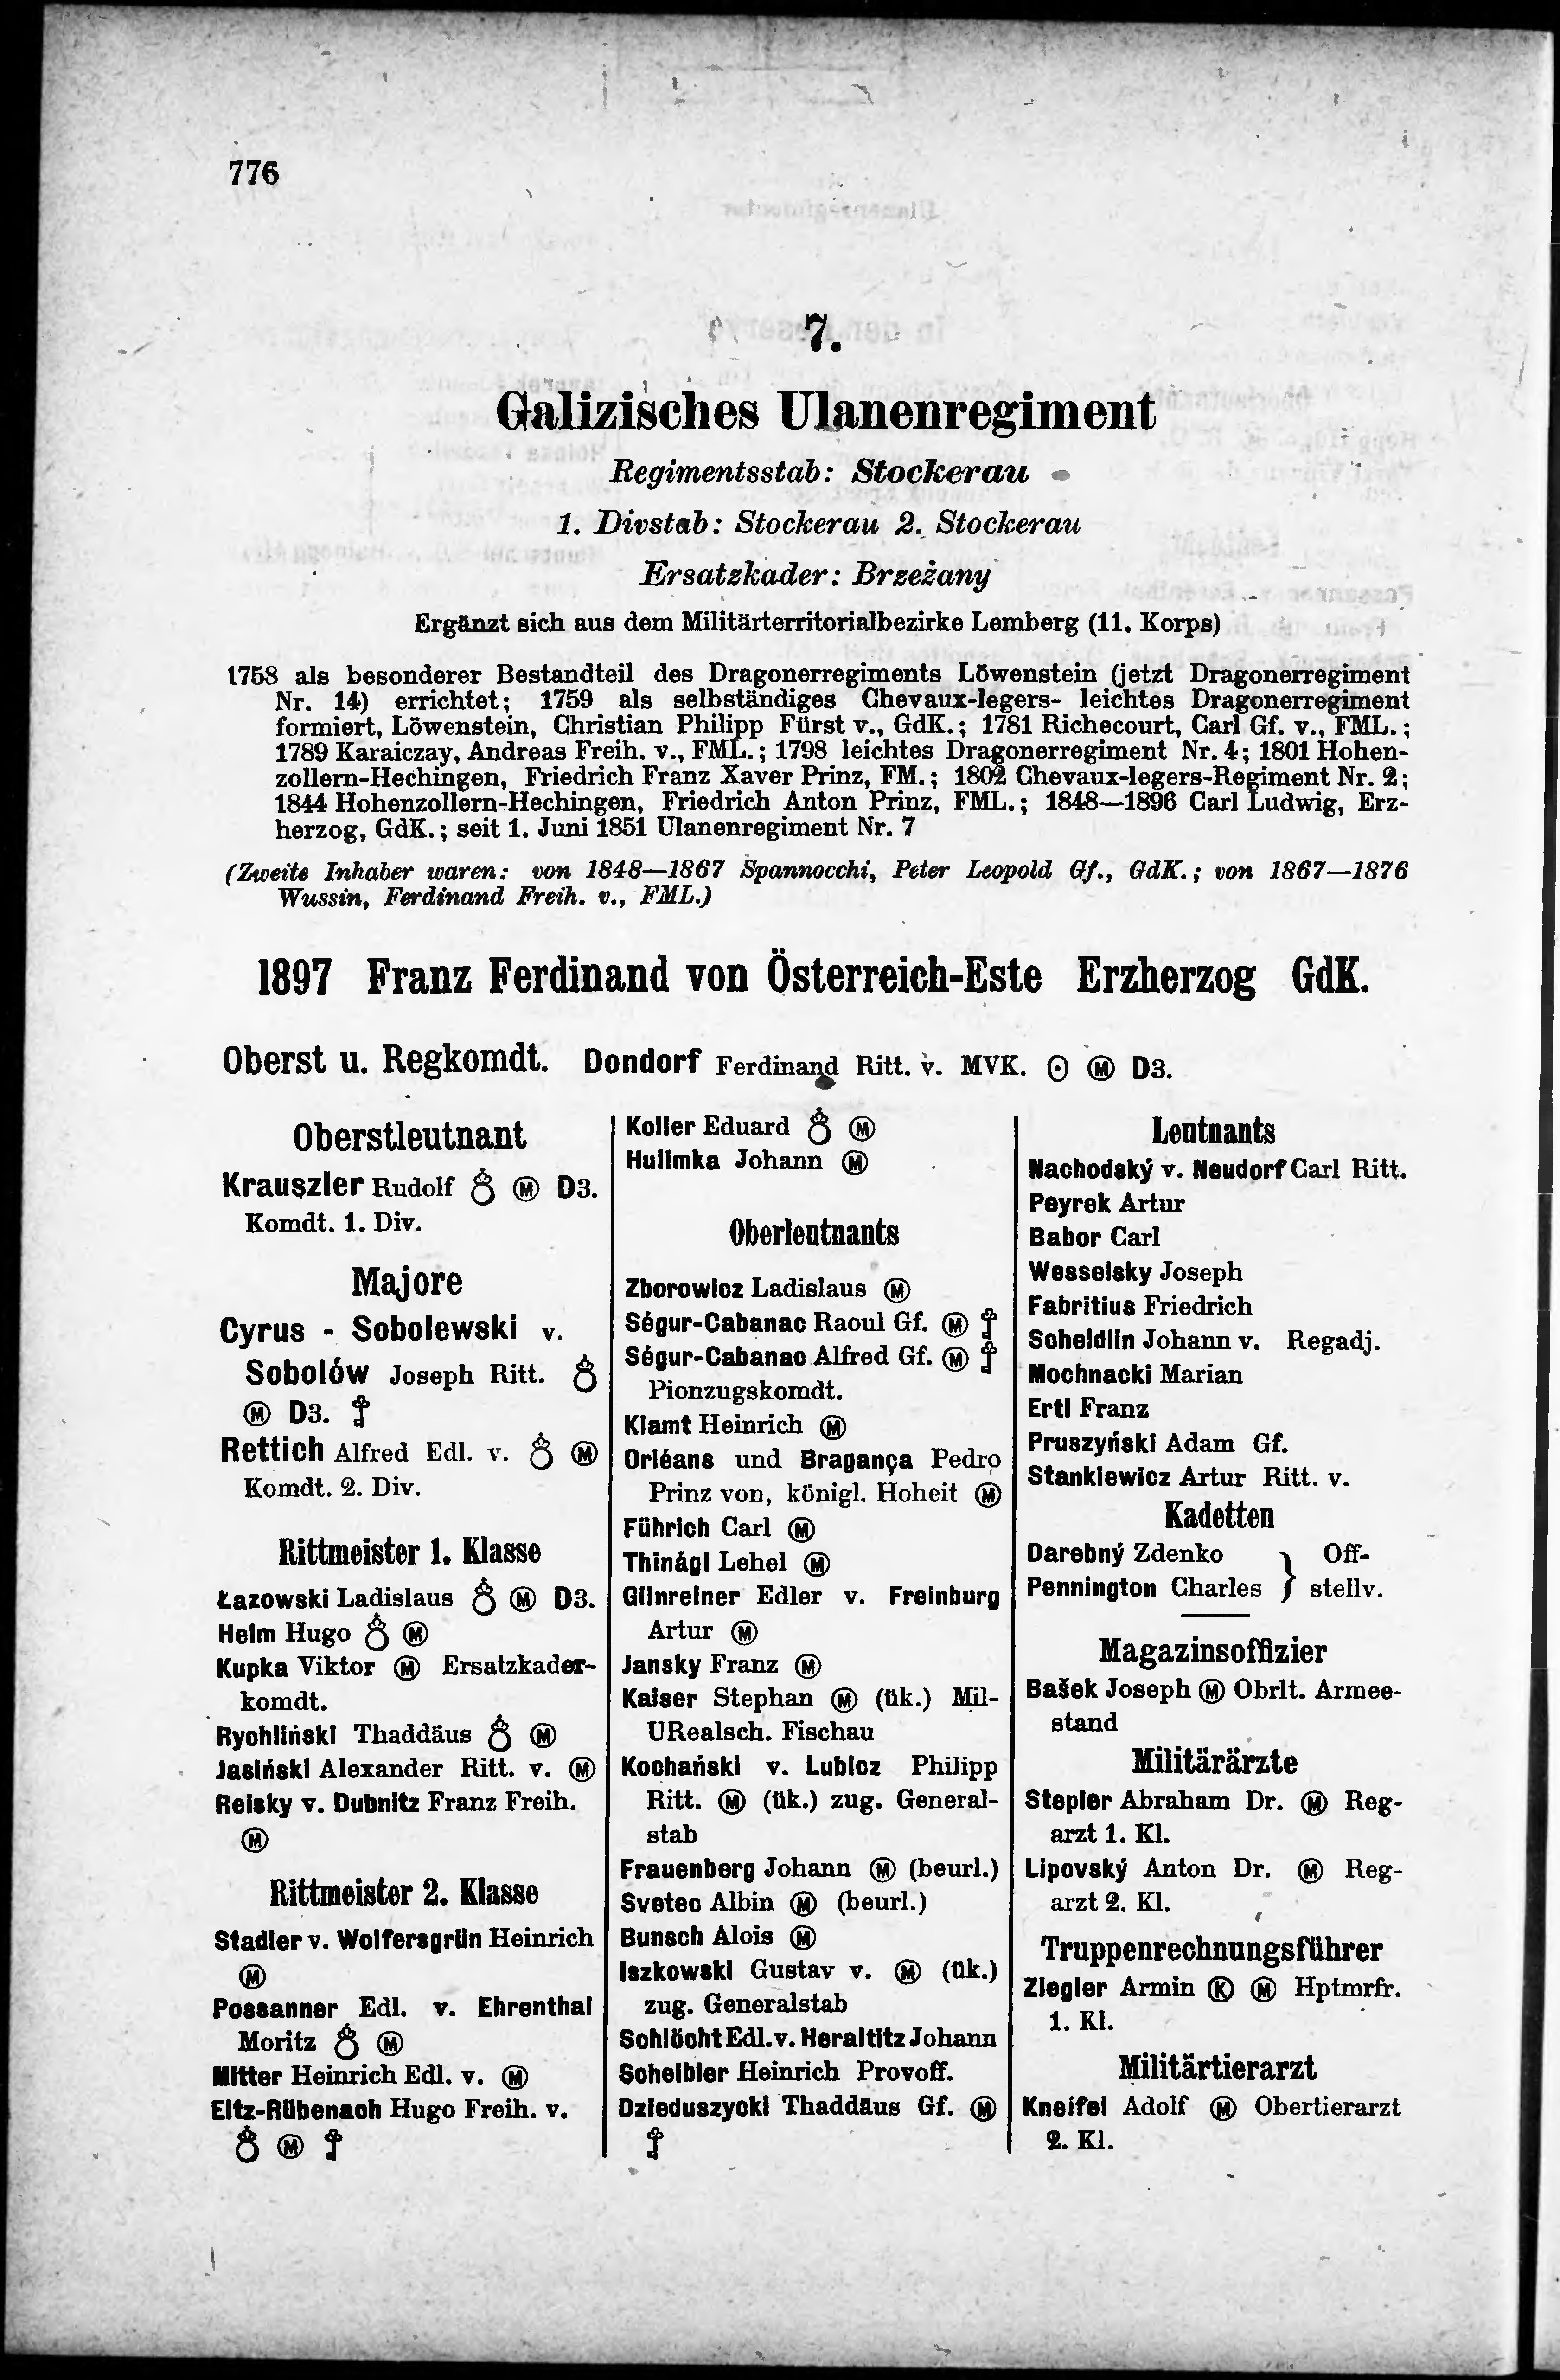 776
7.
Galizisches Ulanenregiment
Regimentsstab: Stockerau
1. Divstab: Stockerau 2. Stockerau
Ersatzkader: Brzeżany
Ergänzt sich aus dem Militärterritorialbezirke Lemberg (11. Korps)
1758 als besonderer Bestandteil des Dragonerregiments Löwenstein (jetzt Dragonerregiment
Nr. 14) errichtet; 1759 als selbständiges Chevaux-legers- leichtes Dragonerregiment
formiert, Löwenstein, Christian Philipp Fürst v., GdK.; 1781 Richecourt, Carl Gf. v., FML.;
1789 Karaiczay, Andreas Freih. v., FML.; 1798 leichtes Dragonerregiment Nr. 4; 1801 Hohen-
zollern-Hechingen, Friedrich Franz Xaver Prinz, FM.; 1802 Chevaux-legers-Regiment Nr. 2;
1844 Hohenzollern-Hechingen, Friedrich Anton Prinz, FML.; 1848—1896 Carl Ludwig, Erz-
herzog, GdK.; seit 1. Juni 1851 Ulanenregiment Nr. 7
(Zweite Inhaber waren: von 1848—1867 Spannocchi, Peter Leopold Gf., GdK.; von 1867—1876
Wussin, Ferdinand Freih. v., FML.)
1897 Franz Ferdinand von Österreich-Este Erzherzog GdK.
Oberst u. Regkomdt. Dondorf Ferdinand Ritt. v. MVK. ⊙ Ⓜ D3.
Oberstleutnant
Krauszler Rudolf Ⓜ D3.
Komdt. 1. Div.
Majore
Cyrus - Sobolewski v.
Sobolów Joseph Ritt.
Ⓜ D3.
Rettich Alfred Edl. v. Ⓜ
Komdt. 2. Div.
Rittmeister 1. Klasse
Łazowski Ladislaus Ⓜ D3.
Helm Hugo Ⓜ
Kupka Viktor Ⓜ Ersatzkader-
komdt.
Rychliński Thaddäus Ⓜ
Jasiński Alexander Ritt. v. Ⓜ
Reisky v. Dubnitz Franz Freih.
Ⓜ
Rittmeister 2. Klasse
Stadler v. Wolfersgrün Heinrich
Ⓜ
Possanner Edl. v. Ehrenthal
Moritz Ⓜ
Mitter Heinrich Edl. v. Ⓜ
Eltz-Rübenach Hugo Freih. v.
Ⓜ
Koller Eduard Ⓜ
Hulimka Johann Ⓜ
Oberleutnants
Zborowicz Ladislaus Ⓜ
Ségur-Cabanac Raoul Gf. Ⓜ
Ségur-Cabanac Alfred Gf. Ⓜ
Pionzugskomdt.
Klamt Heinrich Ⓜ
Orléans und Bragança Pedro
Prinz von, königl. Hoheit Ⓜ
Führich Carl Ⓜ
Thinágl Lehel Ⓜ
Glinreiner Edler v. Freinburg
Artur Ⓜ
Jansky Franz Ⓜ
Kaiser Stephan Ⓜ (ük.) Mil-
URealsch. Fischau
Kochański v. Lubicz Philipp
Ritt. Ⓜ (ük.) zug. General-
stab
Frauenberg Johann Ⓜ (beurl.)
Svetec Albin Ⓜ (beurl.)
Bunsch Alois Ⓜ
Iszkowski Gustav v. Ⓜ (ük.)
zug. Generalstab
Schlöcht Edl. v. Heraltitz Johann
Scheibler Heinrich Provoff.
Dzieduszycki Thaddäus Gf. Ⓜ
Leutnants
Nachodský v. Neudorf Carl Ritt.
Peyrek Artur
Babor Carl
Wesselsky Joseph
Fabritius Friedrich
Scheidlin Johann v. Regadj.
Mochnacki Marian
Ertl Franz
Pruszyński Adam Gf.
Stankiewicz Artur Ritt. v.
Kadetten
Darebný Zdenko } Off-
Pennington Charles } stellv.
Magazinsoffizier
Bašek Joseph Ⓜ Obrlt. Armee-
stand
Militärärzte
Stepler Abraham Dr. Ⓜ Reg-
arzt 1. Kl.
Lipovský Anton Dr. Ⓜ Reg-
arzt 2. Kl.
Truppenrechnungsführer
Ziegler Armin Ⓚ Ⓜ Hptmrfr.
1. Kl.
Militärtierarzt
Kneifel Adolf Ⓜ Obertierarzt
2. Kl.